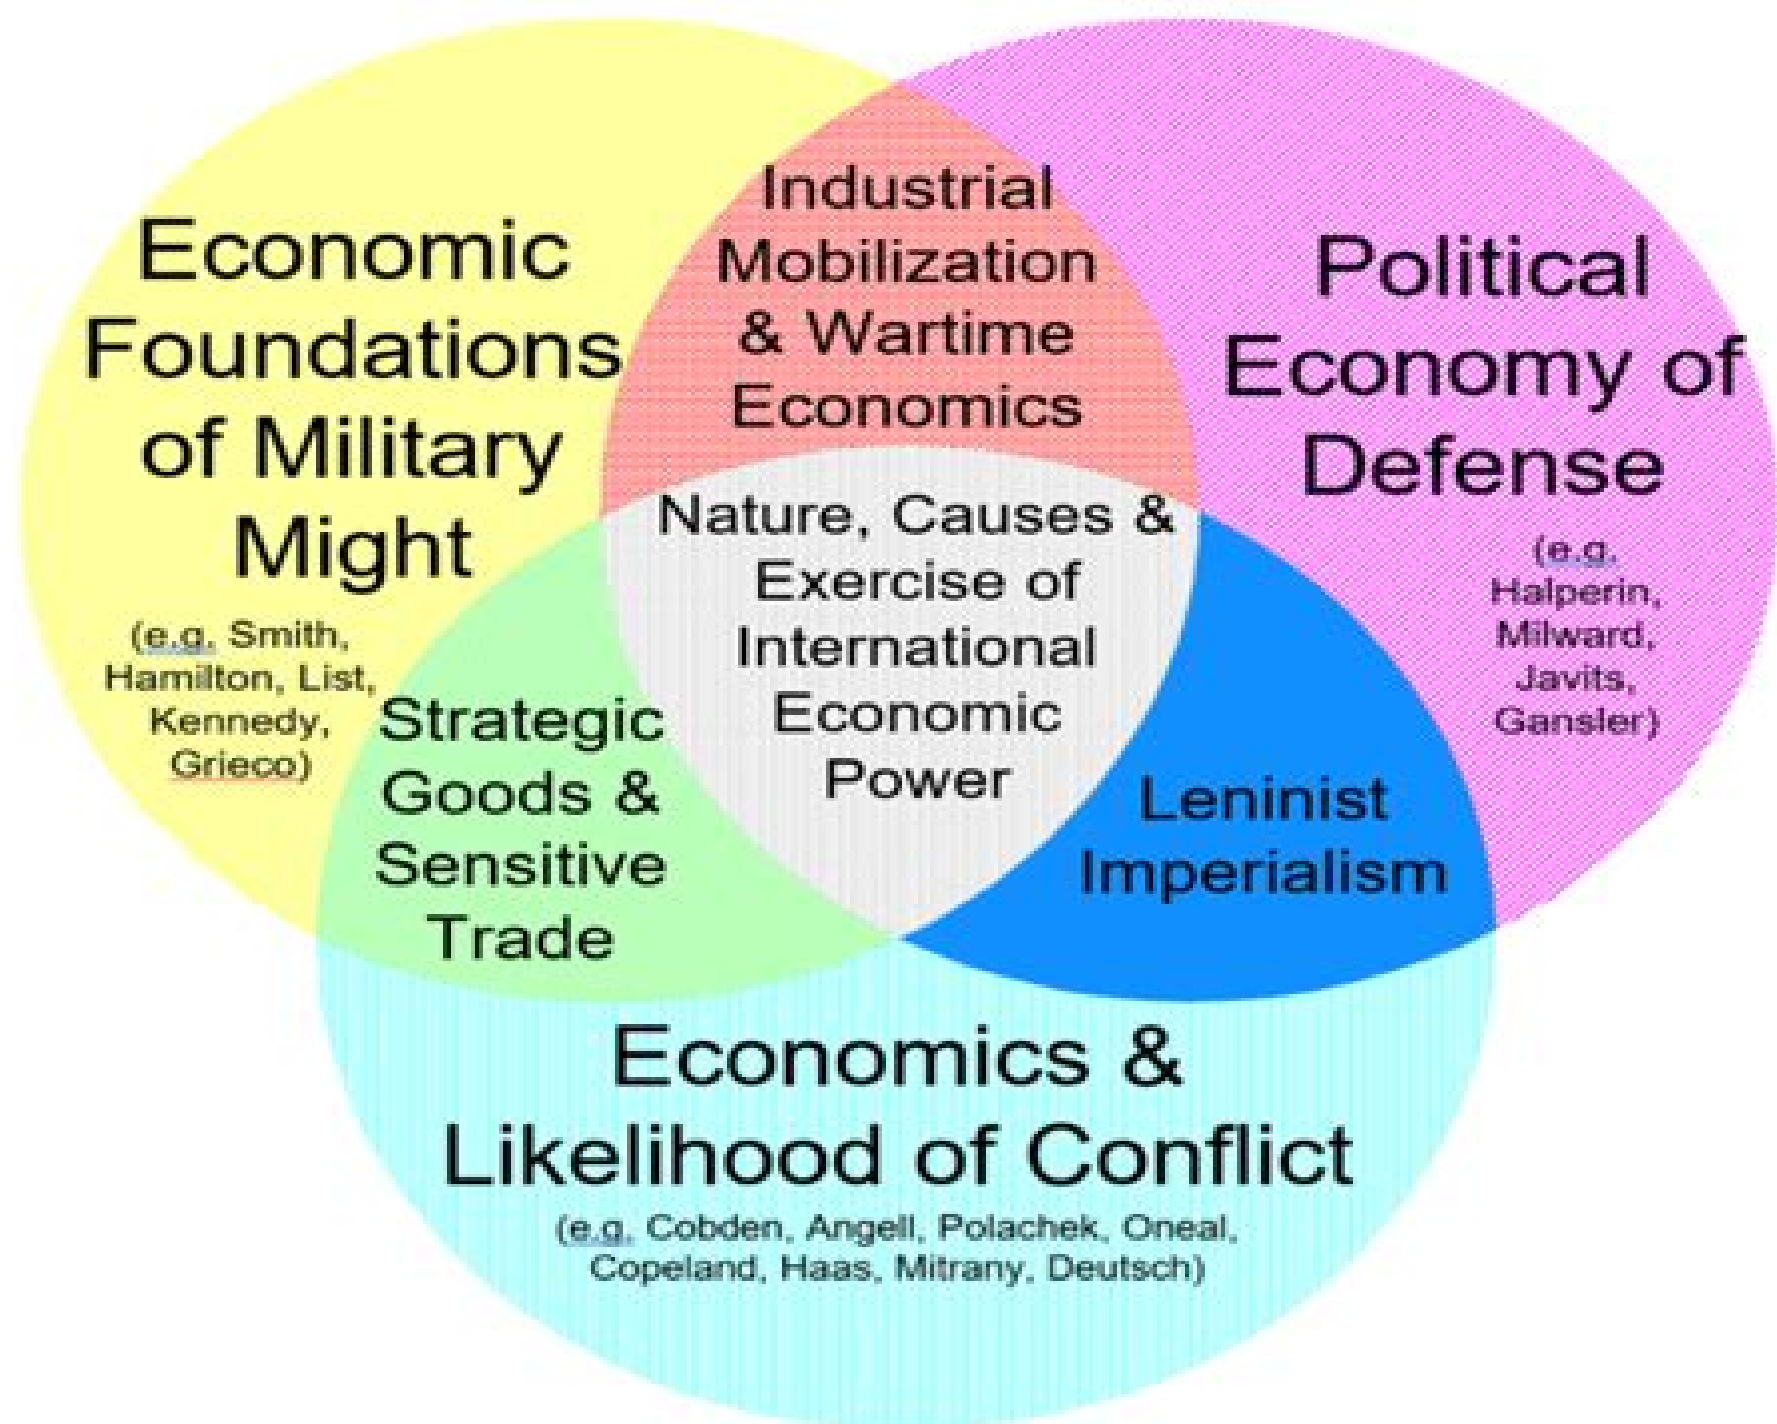 Economic
Foundations
of Military
Might
(e.g. Smith,
Hamilton, List,
Kennedy,
Grieco)
Industrial
Mobilization
& Wartime
Economics
Political
Economy of
Defense
(e.g.
Halperin,
Milward,
Javits,
Gansler)
Nature, Causes &
Exercise of
International
Economic
Power
Strategic
Goods &
Sensitive
Trade
Leninist
Imperialism
Economics &
Likelihood of Conflict
(e.g. Cobden, Angell, Polachek, Oneal,
Copeland, Haas, Mitrany, Deutsch)